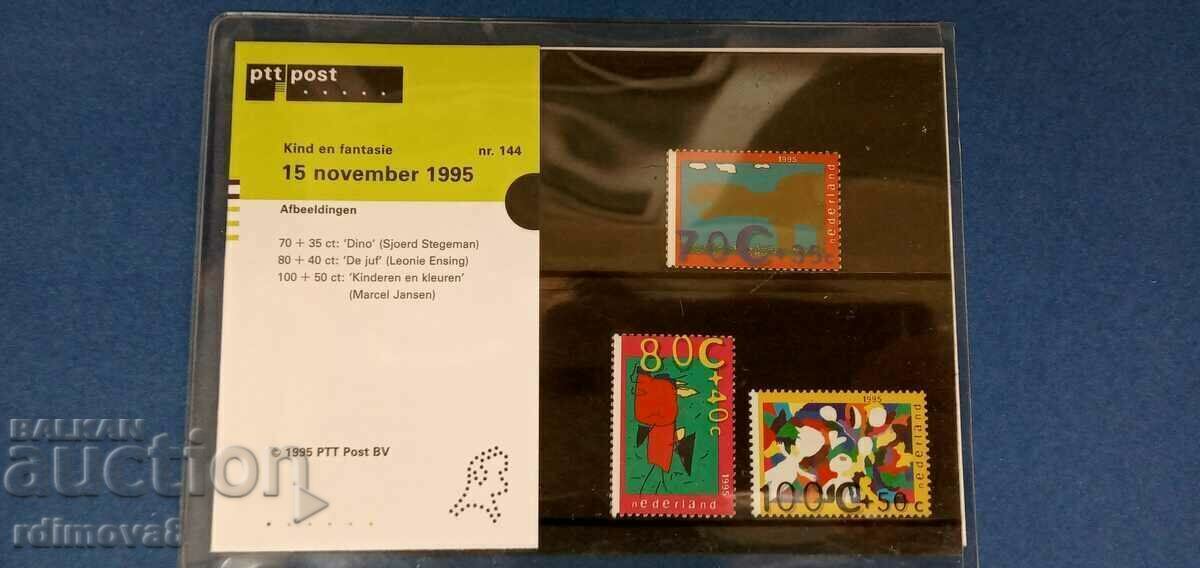 ptt post
Kind en fantasie nr. 144
15 november 1995
Afbeeldingen
70 + 35 ct: 'Dino' (Sjoerd Stegeman)
80 + 40 ct: 'De juf' (Leonie Ensing)
100 + 50 ct: 'Kinderen en kleuren'
(Marcel Jansen)
© 1995 PTT Post BV
1995
nederland
70C+35c
80C
+40c
1995
nederland
1995
nederland
100C+50c
BALKAN
auction
rdimova8